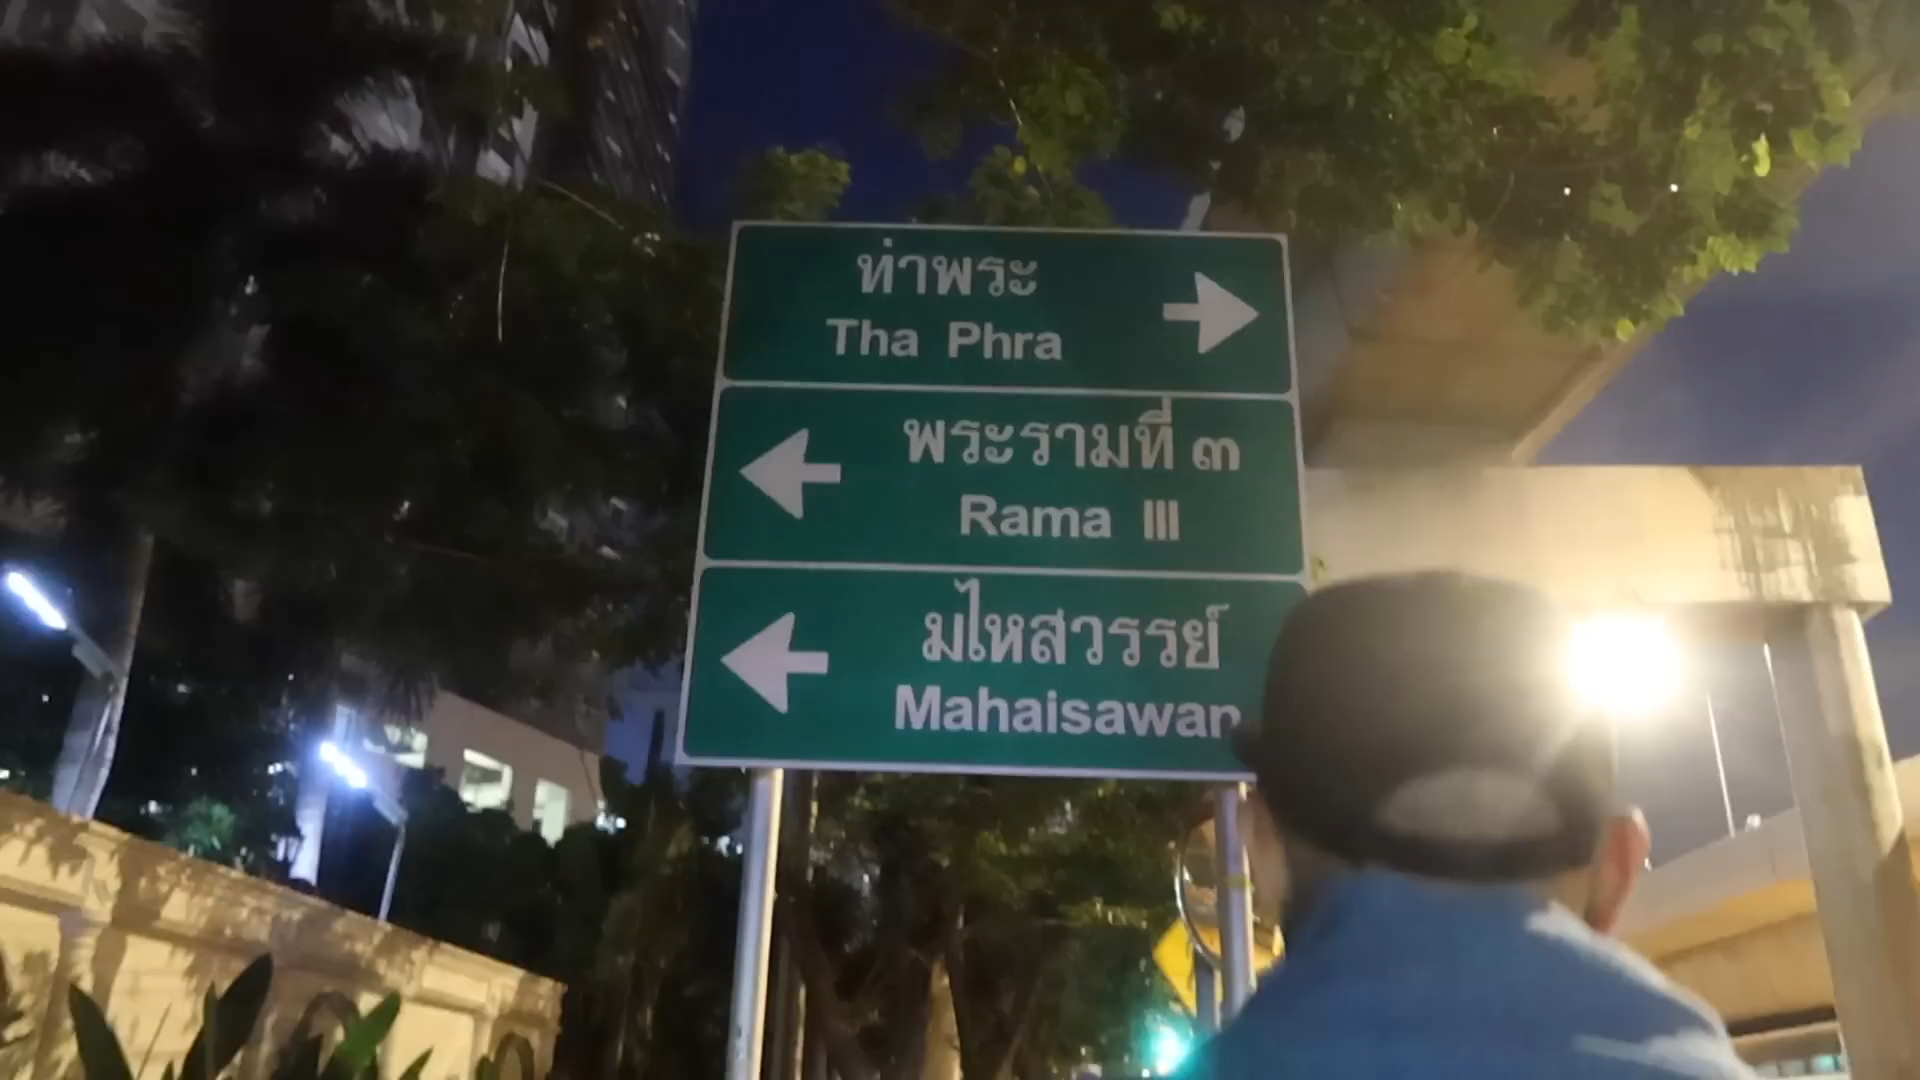 ท่าพระ
Tha Phra
พระรามที่ ๓
Rama III
มไหสวรรย์
Mahaisawan